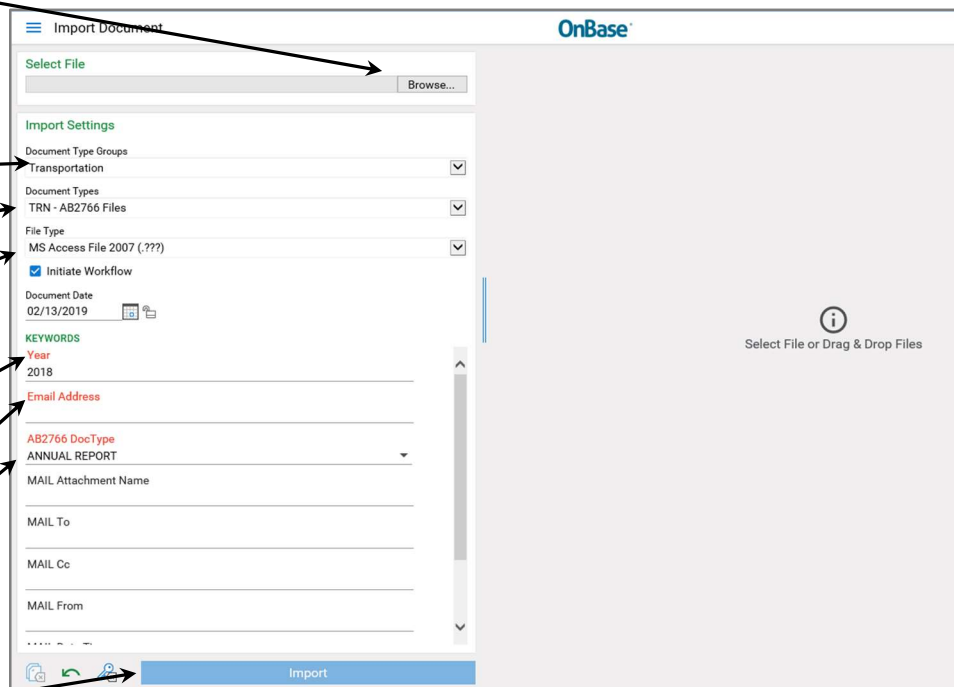 Import Document
OnBase
Select File
Browse...
Import Settings
Document Type Groups
Transportation
Document Types
TRN - AB2766 Files
File Type
MS Access File 2007 (.???)
Initiate Workflow
Document Date
02/13/2019
KEYWORDS
Year
2018
Email Address
AB2766 DocType
ANNUAL REPORT
MAIL Attachment Name
MAIL To
MAIL Cc
MAIL From
Select File or Drag & Drop Files
Import